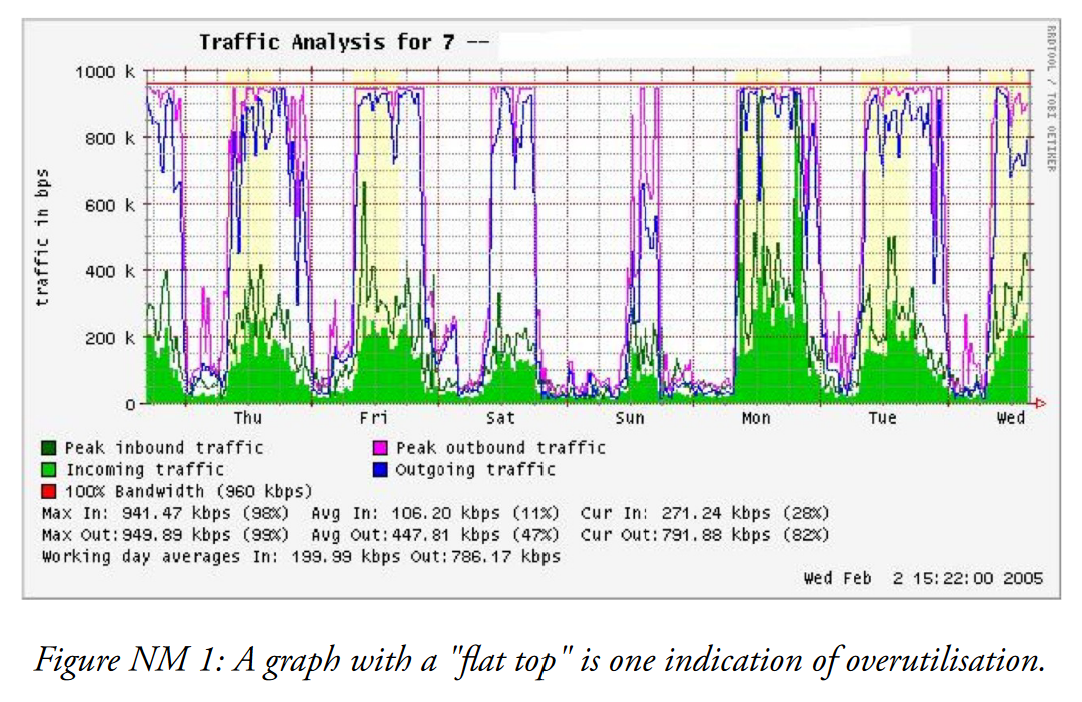 Traffic Analysis for 7 --
RRDTOOL / TOBI OETIKER
traffic in bps
1000 k
800 k
600 k
400 k
200 k
0
Thu Fri Sat Sun Mon Tue Wed
Peak inbound traffic Peak outbound traffic
Incoming traffic Outgoing traffic
100% Bandwidth (960 kbps)
Max In: 941.47 kbps (98%) Avg In: 106.20 kbps (11%) Cur In: 271.24 kbps (28%)
Max Out:949.89 kbps (99%) Avg Out:447.81 kbps (47%) Cur Out:791.88 kbps (82%)
Working day averages In: 199.99 kbps Out:786.17 kbps
Wed Feb 2 15:22:00 2005
Figure NM 1: A graph with a "flat top" is one indication of overutilisation.